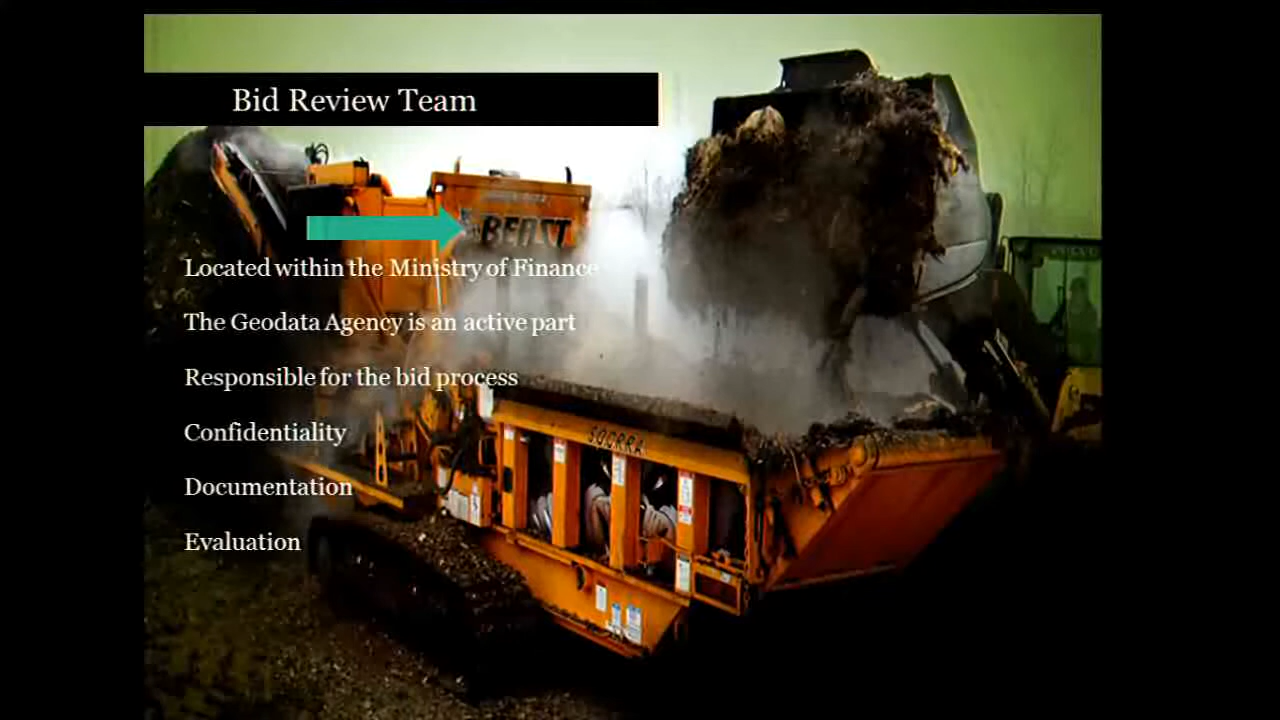 Bid Review Team
BEAST
Located within the Ministry of Finance
The Geodata Agency is an active part
Responsible for the bid process
SOCRRA
Confidentiality
Documentation
Evaluation